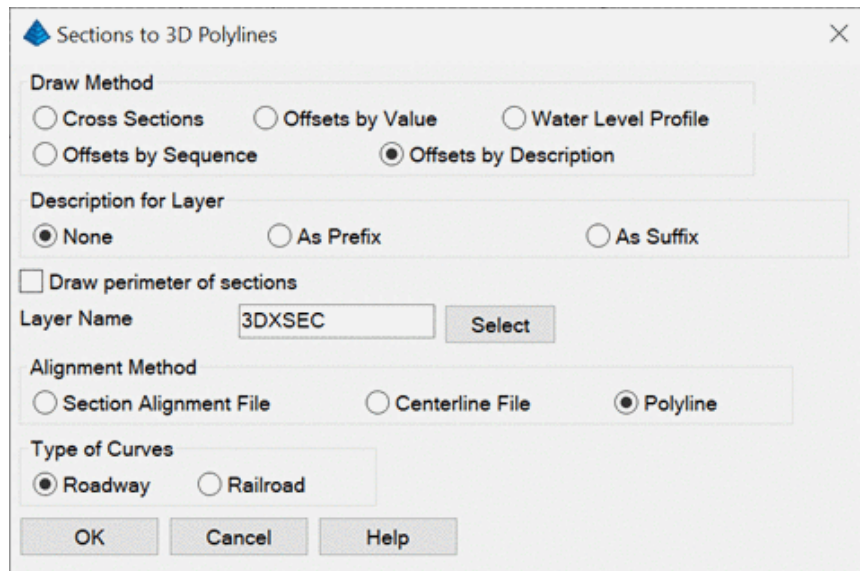 Sections to 3D Polylines
Draw Method
Cross Sections Offsets by Value Water Level Profile
Offsets by Sequence Offsets by Description
Description for Layer
None As Prefix As Suffix
Draw perimeter of sections
Layer Name 3DXSEC Select
Alignment Method
Section Alignment File Centerline File Polyline
Type of Curves
Roadway Railroad
OK Cancel Help